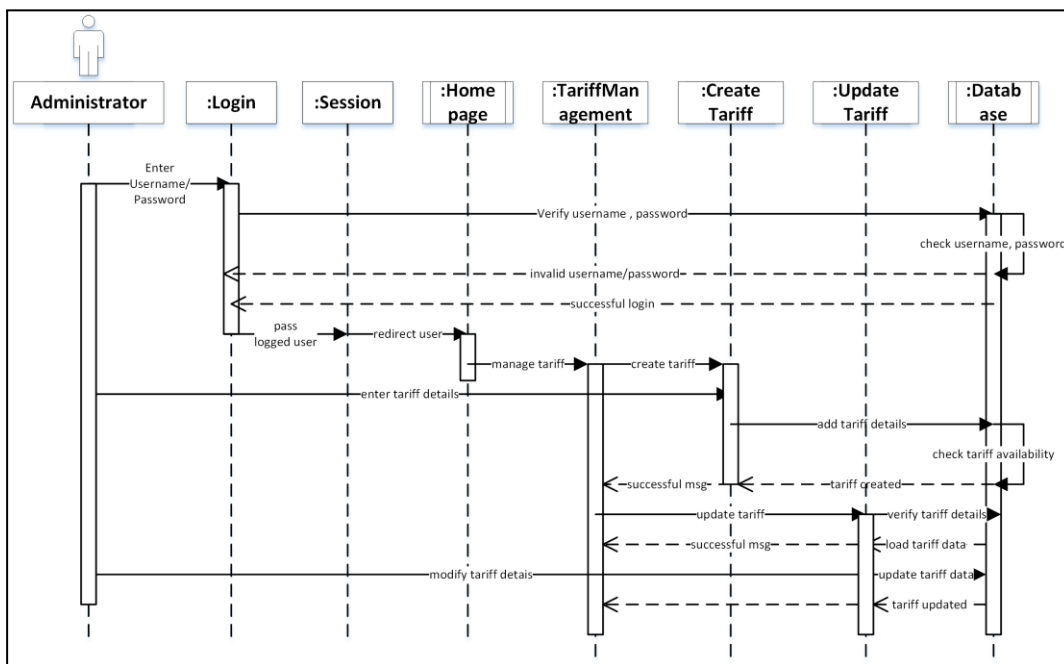 Administrator
:Login
:Session
:Home
page
:TariffMan
agement
:Create
Tariff
:Update
Tariff
:Datab
ase
Enter
Username/
Password
Verify username , password
check username, password
invalid username/password
successful login
pass
logged user
redirect user
manage tariff
create tariff
enter tariff details
add tariff details
check tariff availability
successful msg
tariff created
update tariff
verify tariff details
successful msg
load tariff data
modify tariff detais
update tariff data
tariff updated